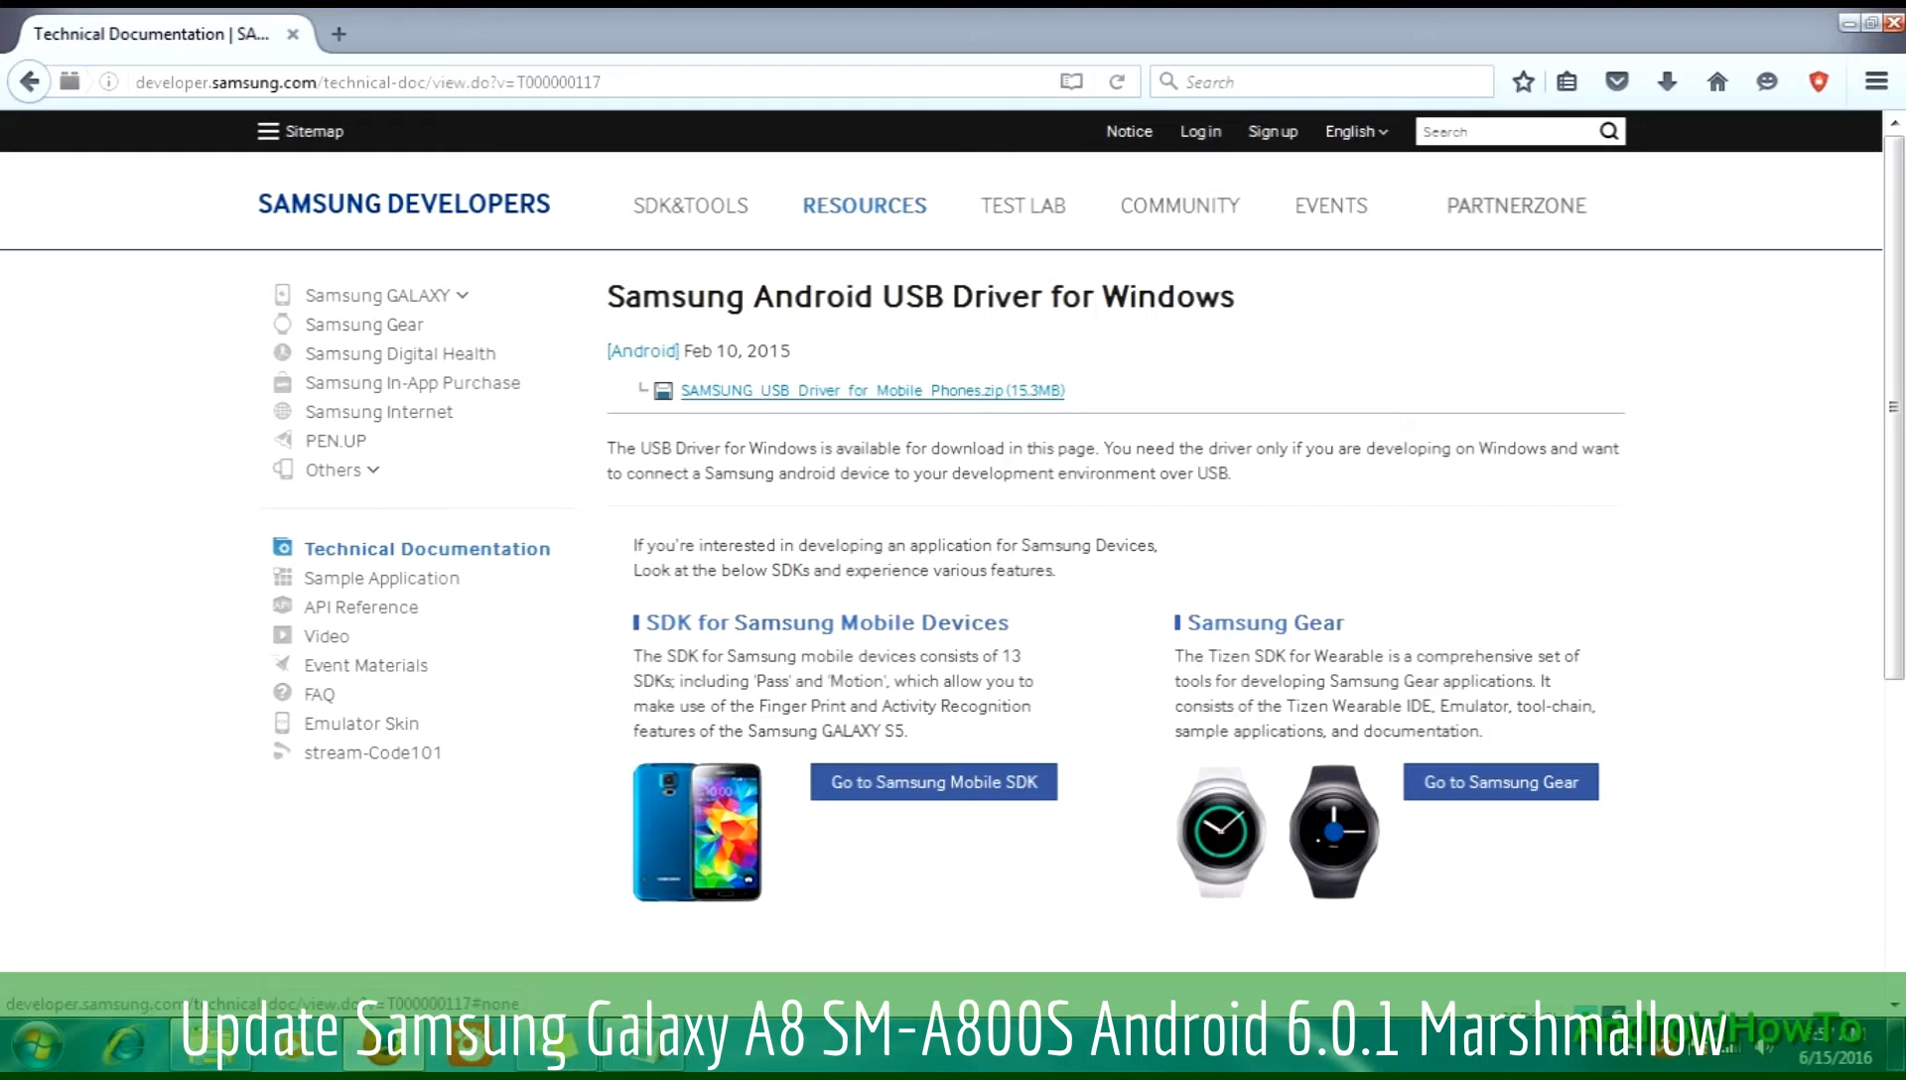 Technical Documentation | SA...
developer.samsung.com/technical-doc/view.do?v=T000000117
Search
Sitemap
Notice
Log in
Sign up
English
Search
SAMSUNG DEVELOPERS
SDK&TOOLS
RESOURCES
TEST LAB
COMMUNITY
EVENTS
PARTNERZONE
Samsung GALAXY
Samsung Gear
Samsung Digital Health
Samsung In-App Purchase
Samsung Internet
PEN.UP
Others
Technical Documentation
Sample Application
API Reference
Video
Event Materials
FAQ
Emulator Skin
stream-Code101
Samsung Android USB Driver for Windows
[Android] Feb 10, 2015
SAMSUNG_USB_Driver_for_Mobile_Phones.zip (15.3MB)
The USB Driver for Windows is available for download in this page. You need the driver only if you are developing on Windows and want
to connect a Samsung android device to your development environment over USB.
If you're interested in developing an application for Samsung Devices,
Look at the below SDKs and experience various features.
SDK for Samsung Mobile Devices
The SDK for Samsung mobile devices consists of 13
SDKs; including 'Pass' and 'Motion', which allow you to
make use of the Finger Print and Activity Recognition
features of the Samsung GALAXY S5.
Go to Samsung Mobile SDK
Samsung Gear
The Tizen SDK for Wearable is a comprehensive set of
tools for developing Samsung Gear applications. It
consists of the Tizen Wearable IDE, Emulator, tool-chain,
sample applications, and documentation.
Go to Samsung Gear
developer.samsung.com/technical-doc/view.do?v=T000000117#none
Update Samsung Galaxy A8 SM-A800S Android 6.0.1 Marshmallow
AndroidHowTo
6/15/2016